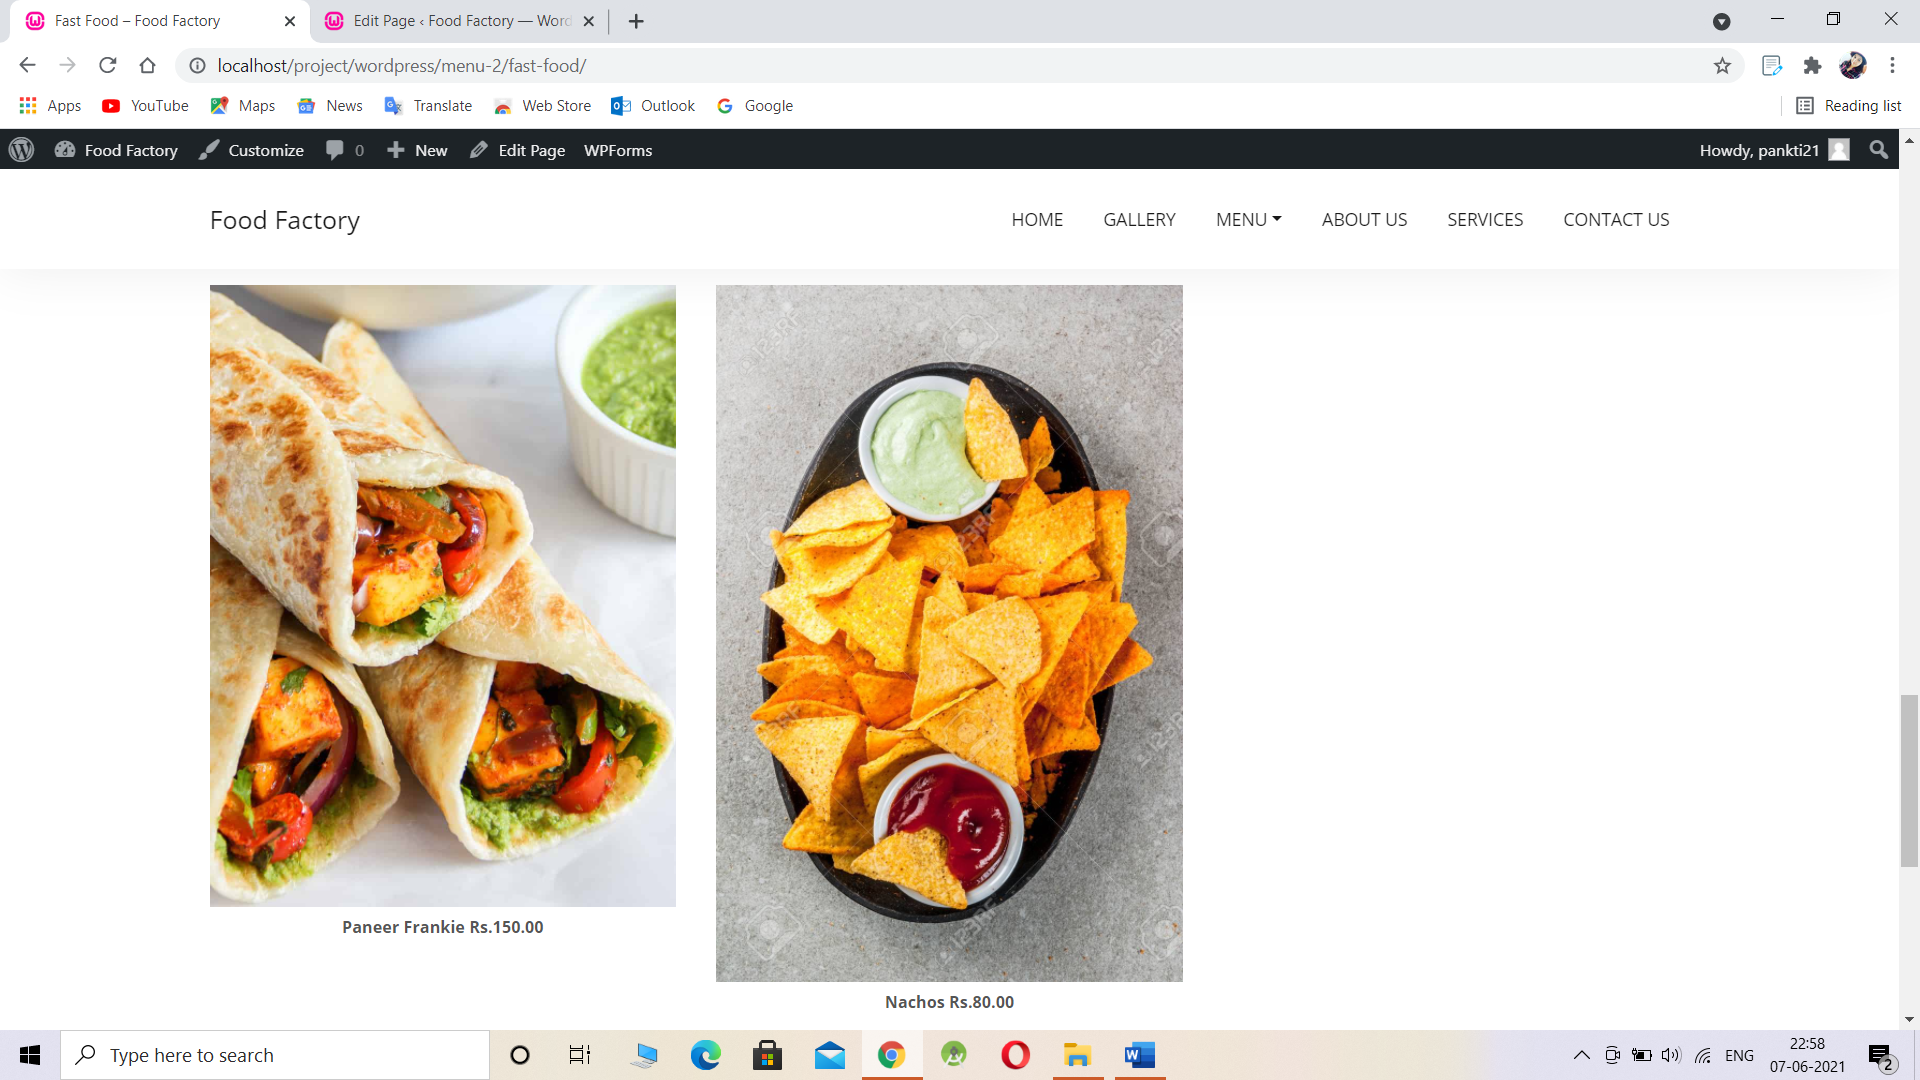 Fast Food – Food Factory
Edit Page ‹ Food Factory — Word
localhost/project/wordpress/menu-2/fast-food/
Apps YouTube Maps News Translate Web Store Outlook Google Reading list
Food Factory Customize 0 New Edit Page WPForms Howdy, pankti21
Food Factory HOME GALLERY MENU ABOUT US SERVICES CONTACT US
123RF
Paneer Frankie Rs.150.00
Nachos Rs.80.00
Type here to search
ENG
22:58
07-06-2021
2